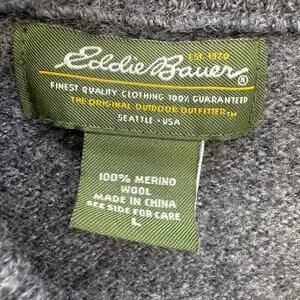 EST. 1920
Eddie Bauer®
FINEST QUALITY CLOTHING 100% GUARANTEED
THE ORIGINAL OUTDOOR OUTFITTER™
SEATTLE • USA
100% MERINO
WOOL
MADE IN CHINA
SEE SIDE FOR CARE
L